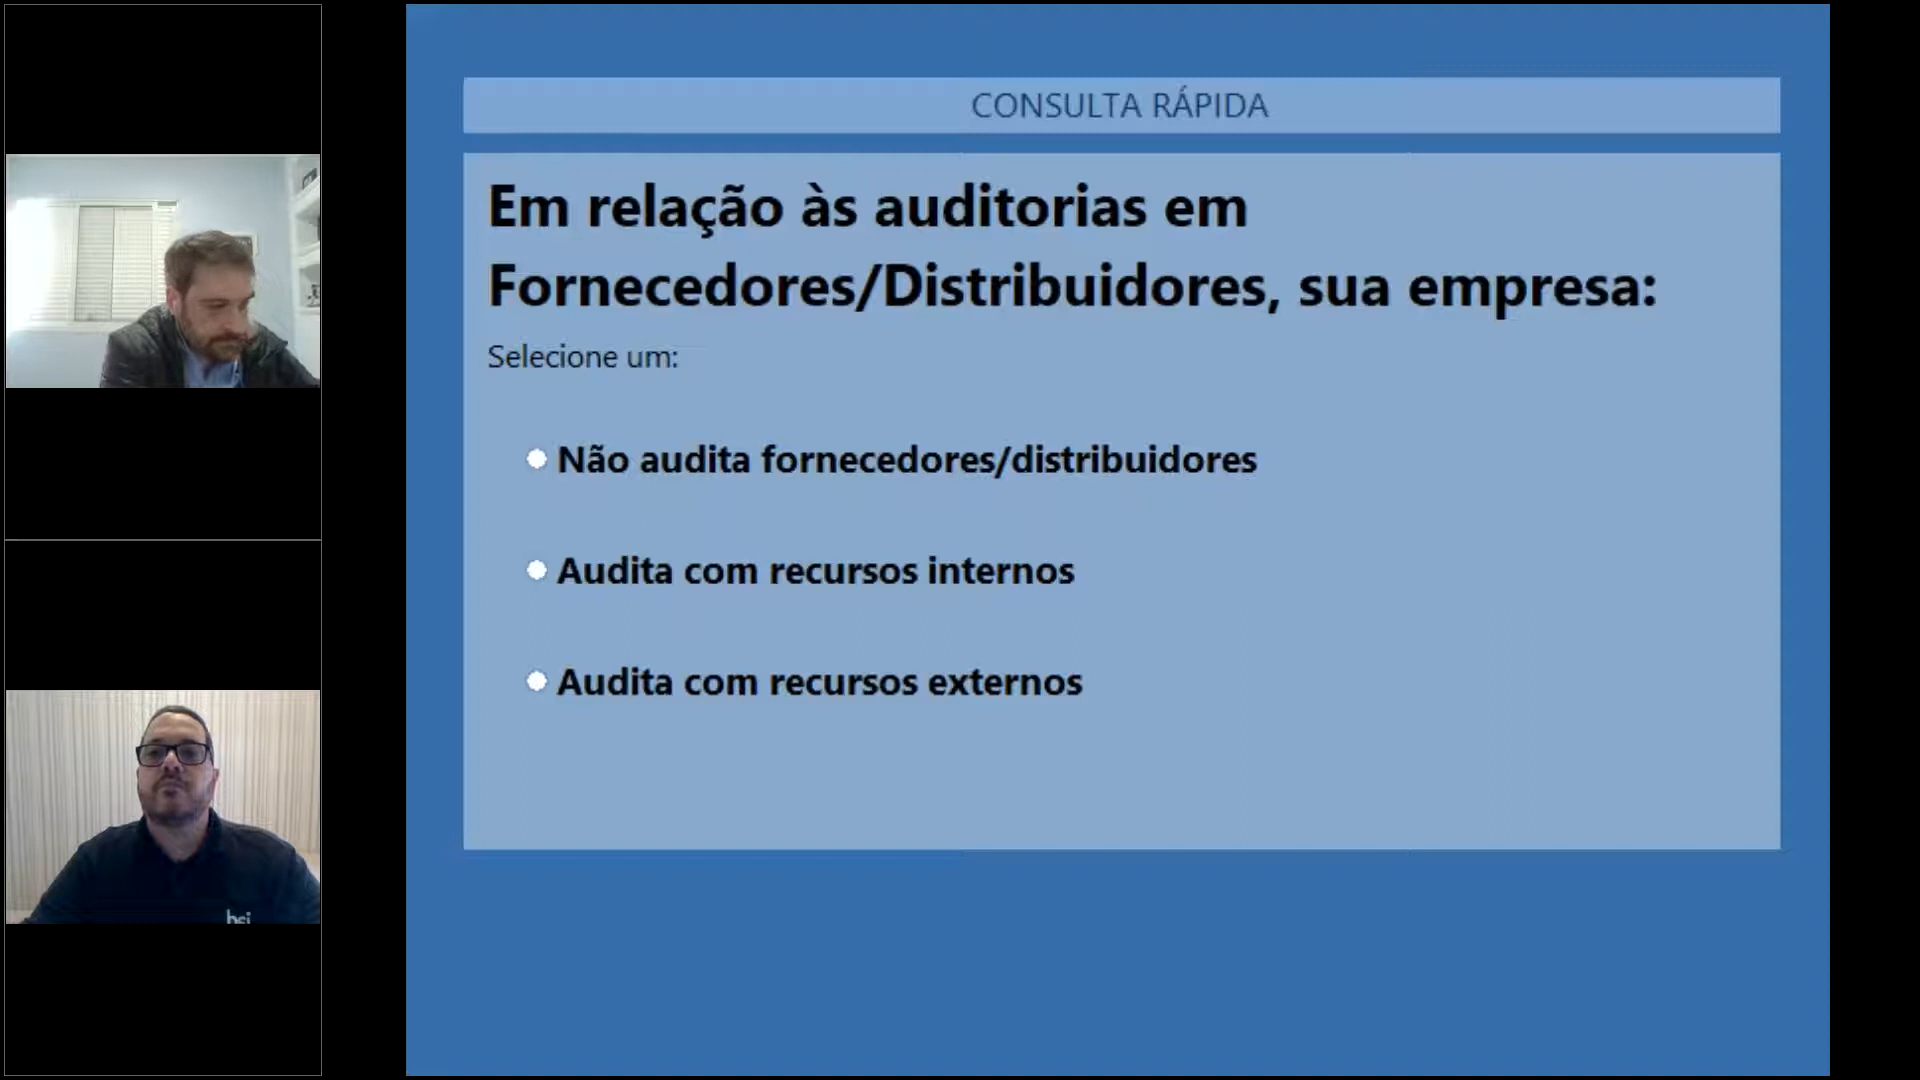 CONSULTA RÁPIDA
Em relação às auditorias em
Fornecedores/Distribuidores, sua empresa:
Selecione um:
Não audita fornecedores/distribuidores
Audita com recursos internos
Audita com recursos externos
bsi